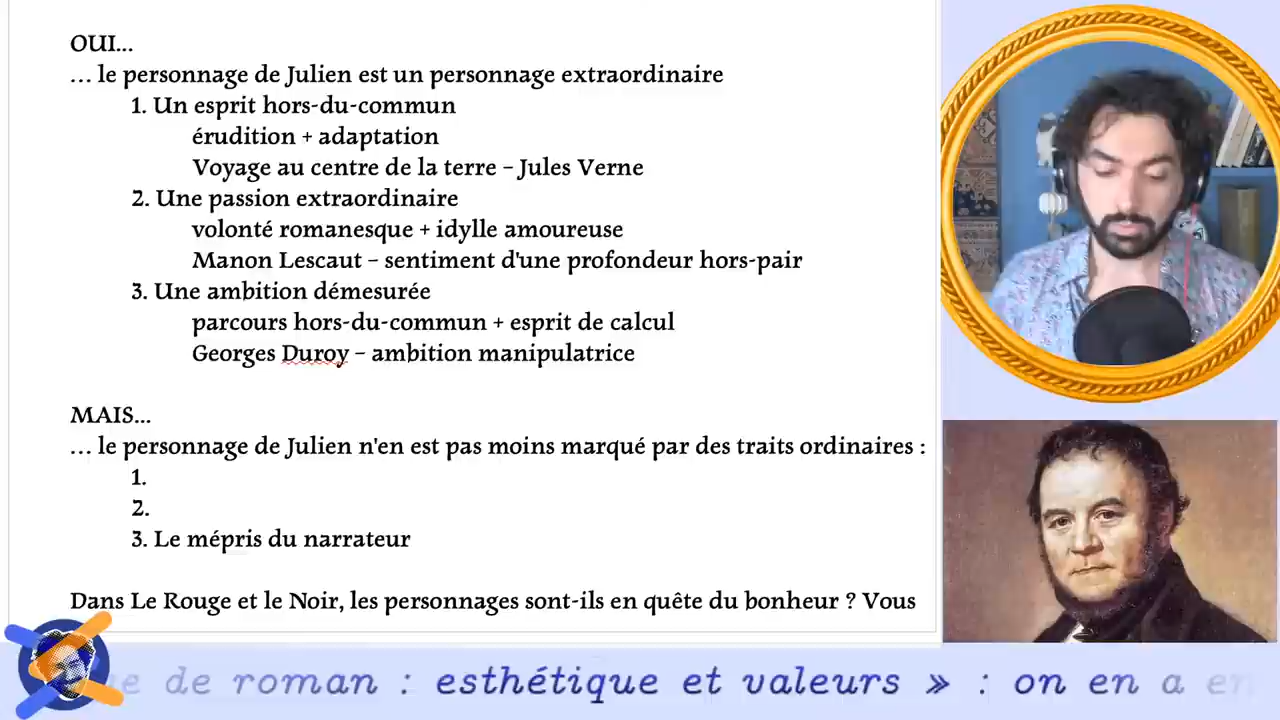 OUI...
... le personnage de Julien est un personnage extraordinaire
1. Un esprit hors-du-commun
érudition + adaptation
Voyage au centre de la terre – Jules Verne
2. Une passion extraordinaire
volonté romanesque + idylle amoureuse
Manon Lescaut – sentiment d'une profondeur hors-pair
3. Une ambition démesurée
parcours hors-du-commun + esprit de calcul
Georges Duroy – ambition manipulatrice
MAIS...
... le personnage de Julien n'en est pas moins marqué par des traits ordinaires :
1.
2.
3. Le mépris du narrateur
Dans Le Rouge et le Noir, les personnages sont-ils en quête du bonheur ? Vous
de roman : esthétique et valeurs » : on en a